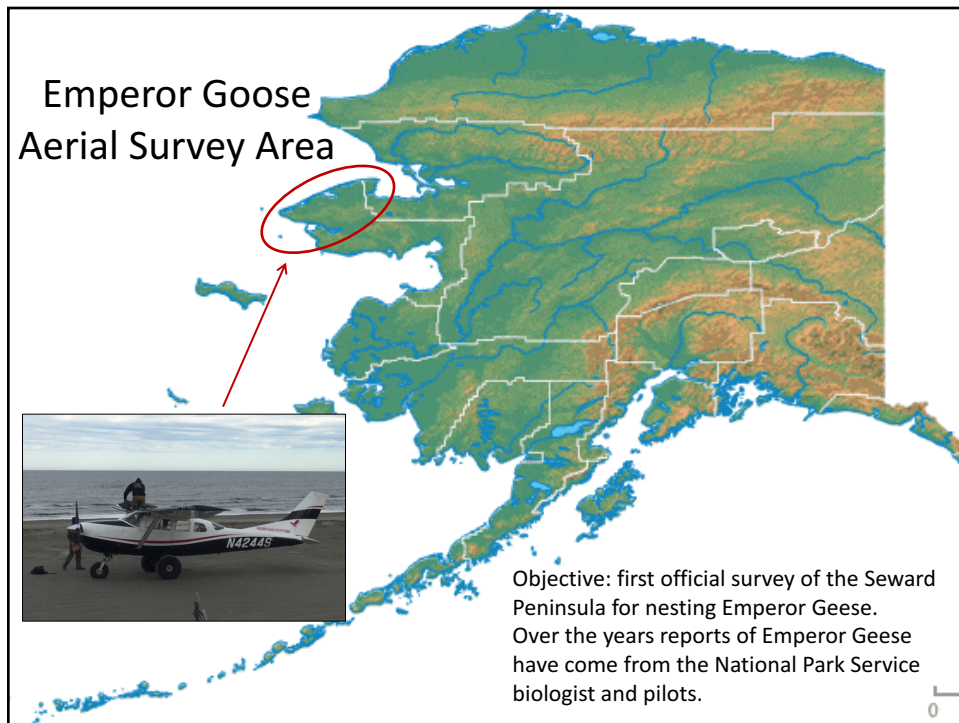 Emperor Goose
Aerial Survey Area
N4244S
Objective: first official survey of the Seward
Peninsula for nesting Emperor Geese.
Over the years reports of Emperor Geese
have come from the National Park Service
biologist and pilots.
0